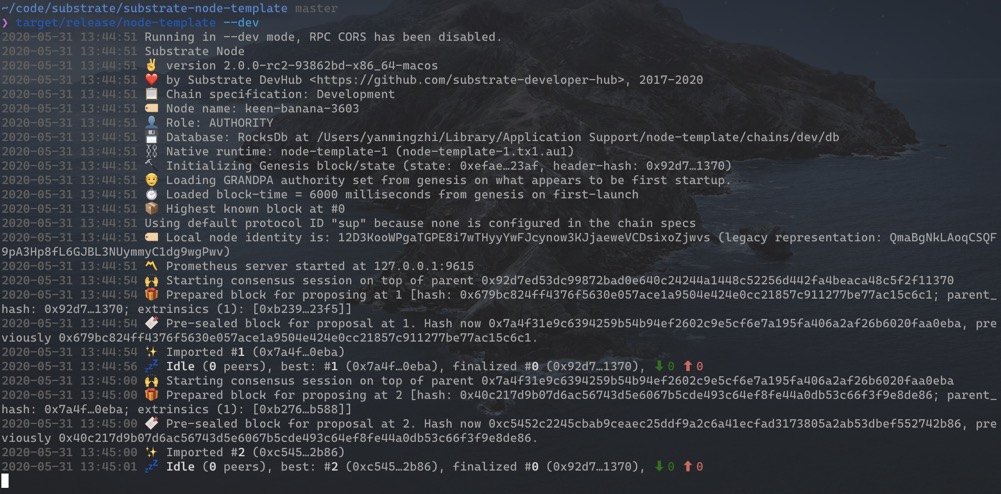 ~/code/substrate/substrate-node-template master
❯ target/release/node-template --dev
2020-05-31 13:44:51 Running in --dev mode, RPC CORS has been disabled.
2020-05-31 13:44:51 Substrate Node
2020-05-31 13:44:51 ✌️ version 2.0.0-rc2-93862bd-x86_64-macos
2020-05-31 13:44:51 ❤️ by Substrate DevHub <https://github.com/substrate-developer-hub>, 2017-2020
2020-05-31 13:44:51 📋 Chain specification: Development
2020-05-31 13:44:51 🏷 Node name: keen-banana-3603
2020-05-31 13:44:51 👤 Role: AUTHORITY
2020-05-31 13:44:51 💾 Database: RocksDb at /Users/yanmingzhi/Library/Application Support/node-template/chains/dev/db
2020-05-31 13:44:51 ⛓ Native runtime: node-template-1 (node-template-1.tx1.au1)
2020-05-31 13:44:51 🔨 Initializing Genesis block/state (state: 0xefae…23af, header-hash: 0x92d7…1370)
2020-05-31 13:44:51 👴 Loading GRANDPA authority set from genesis on what appears to be first startup.
2020-05-31 13:44:51 ⏱ Loaded block-time = 6000 milliseconds from genesis on first-launch
2020-05-31 13:44:51 📦 Highest known block at #0
2020-05-31 13:44:51 Using default protocol ID "sup" because none is configured in the chain specs
2020-05-31 13:44:51 🏷 Local node identity is: 12D3KooWPgaTGPE8i7wTHyyYwFJcynow3KJjaeweVCDsixoZjwvs (legacy representation: QmaBgNkLAoqCSQF
9pA3Hp8fL6GJBL3NUymmyC1dg9wgPwv)
2020-05-31 13:44:51 〽️ Prometheus server started at 127.0.0.1:9615
2020-05-31 13:44:54 🙌 Starting consensus session on top of parent 0x92d7ed53dc99872bad0e640c24244a1448c52256d442fa4beaca48c5f2f11370
2020-05-31 13:44:54 🎁 Prepared block for proposing at 1 [hash: 0x679bc824ff4376f5630e057ace1a9504e424e0cc21857c911277be77ac15c6c1; parent_
hash: 0x92d7…1370; extrinsics (1): [0xb239…23f5]]
2020-05-31 13:44:54 🔖 Pre-sealed block for proposal at 1. Hash now 0x7a4f31e9c6394259b54b94ef2602c9e5cf6e7a195fa406a2af26b6020faa0eba, pre
viously 0x679bc824ff4376f5630e057ace1a9504e424e0cc21857c911277be77ac15c6c1.
2020-05-31 13:44:54 ✨ Imported #1 (0x7a4f…0eba)
2020-05-31 13:44:56 💤 Idle (0 peers), best: #1 (0x7a4f…0eba), finalized #0 (0x92d7…1370), ⬇ 0 ⬆ 0
2020-05-31 13:45:00 🙌 Starting consensus session on top of parent 0x7a4f31e9c6394259b54b94ef2602c9e5cf6e7a195fa406a2af26b6020faa0eba
2020-05-31 13:45:00 🎁 Prepared block for proposing at 2 [hash: 0x40c217d9b07d6ac56743d5e6067b5cde493c64ef8fe44a0db53c66f3f9e8de86; parent_
hash: 0x7a4f…0eba; extrinsics (1): [0xb276…b588]]
2020-05-31 13:45:00 🔖 Pre-sealed block for proposal at 2. Hash now 0xc5452c2245cbab9ceaec25ddf9a2c6a41ecfad3173805a2ab53dbef552742b86, pre
viously 0x40c217d9b07d6ac56743d5e6067b5cde493c64ef8fe44a0db53c66f3f9e8de86.
2020-05-31 13:45:00 ✨ Imported #2 (0xc545…2b86)
2020-05-31 13:45:01 💤 Idle (0 peers), best: #2 (0xc545…2b86), finalized #0 (0x92d7…1370), ⬇ 0 ⬆ 0